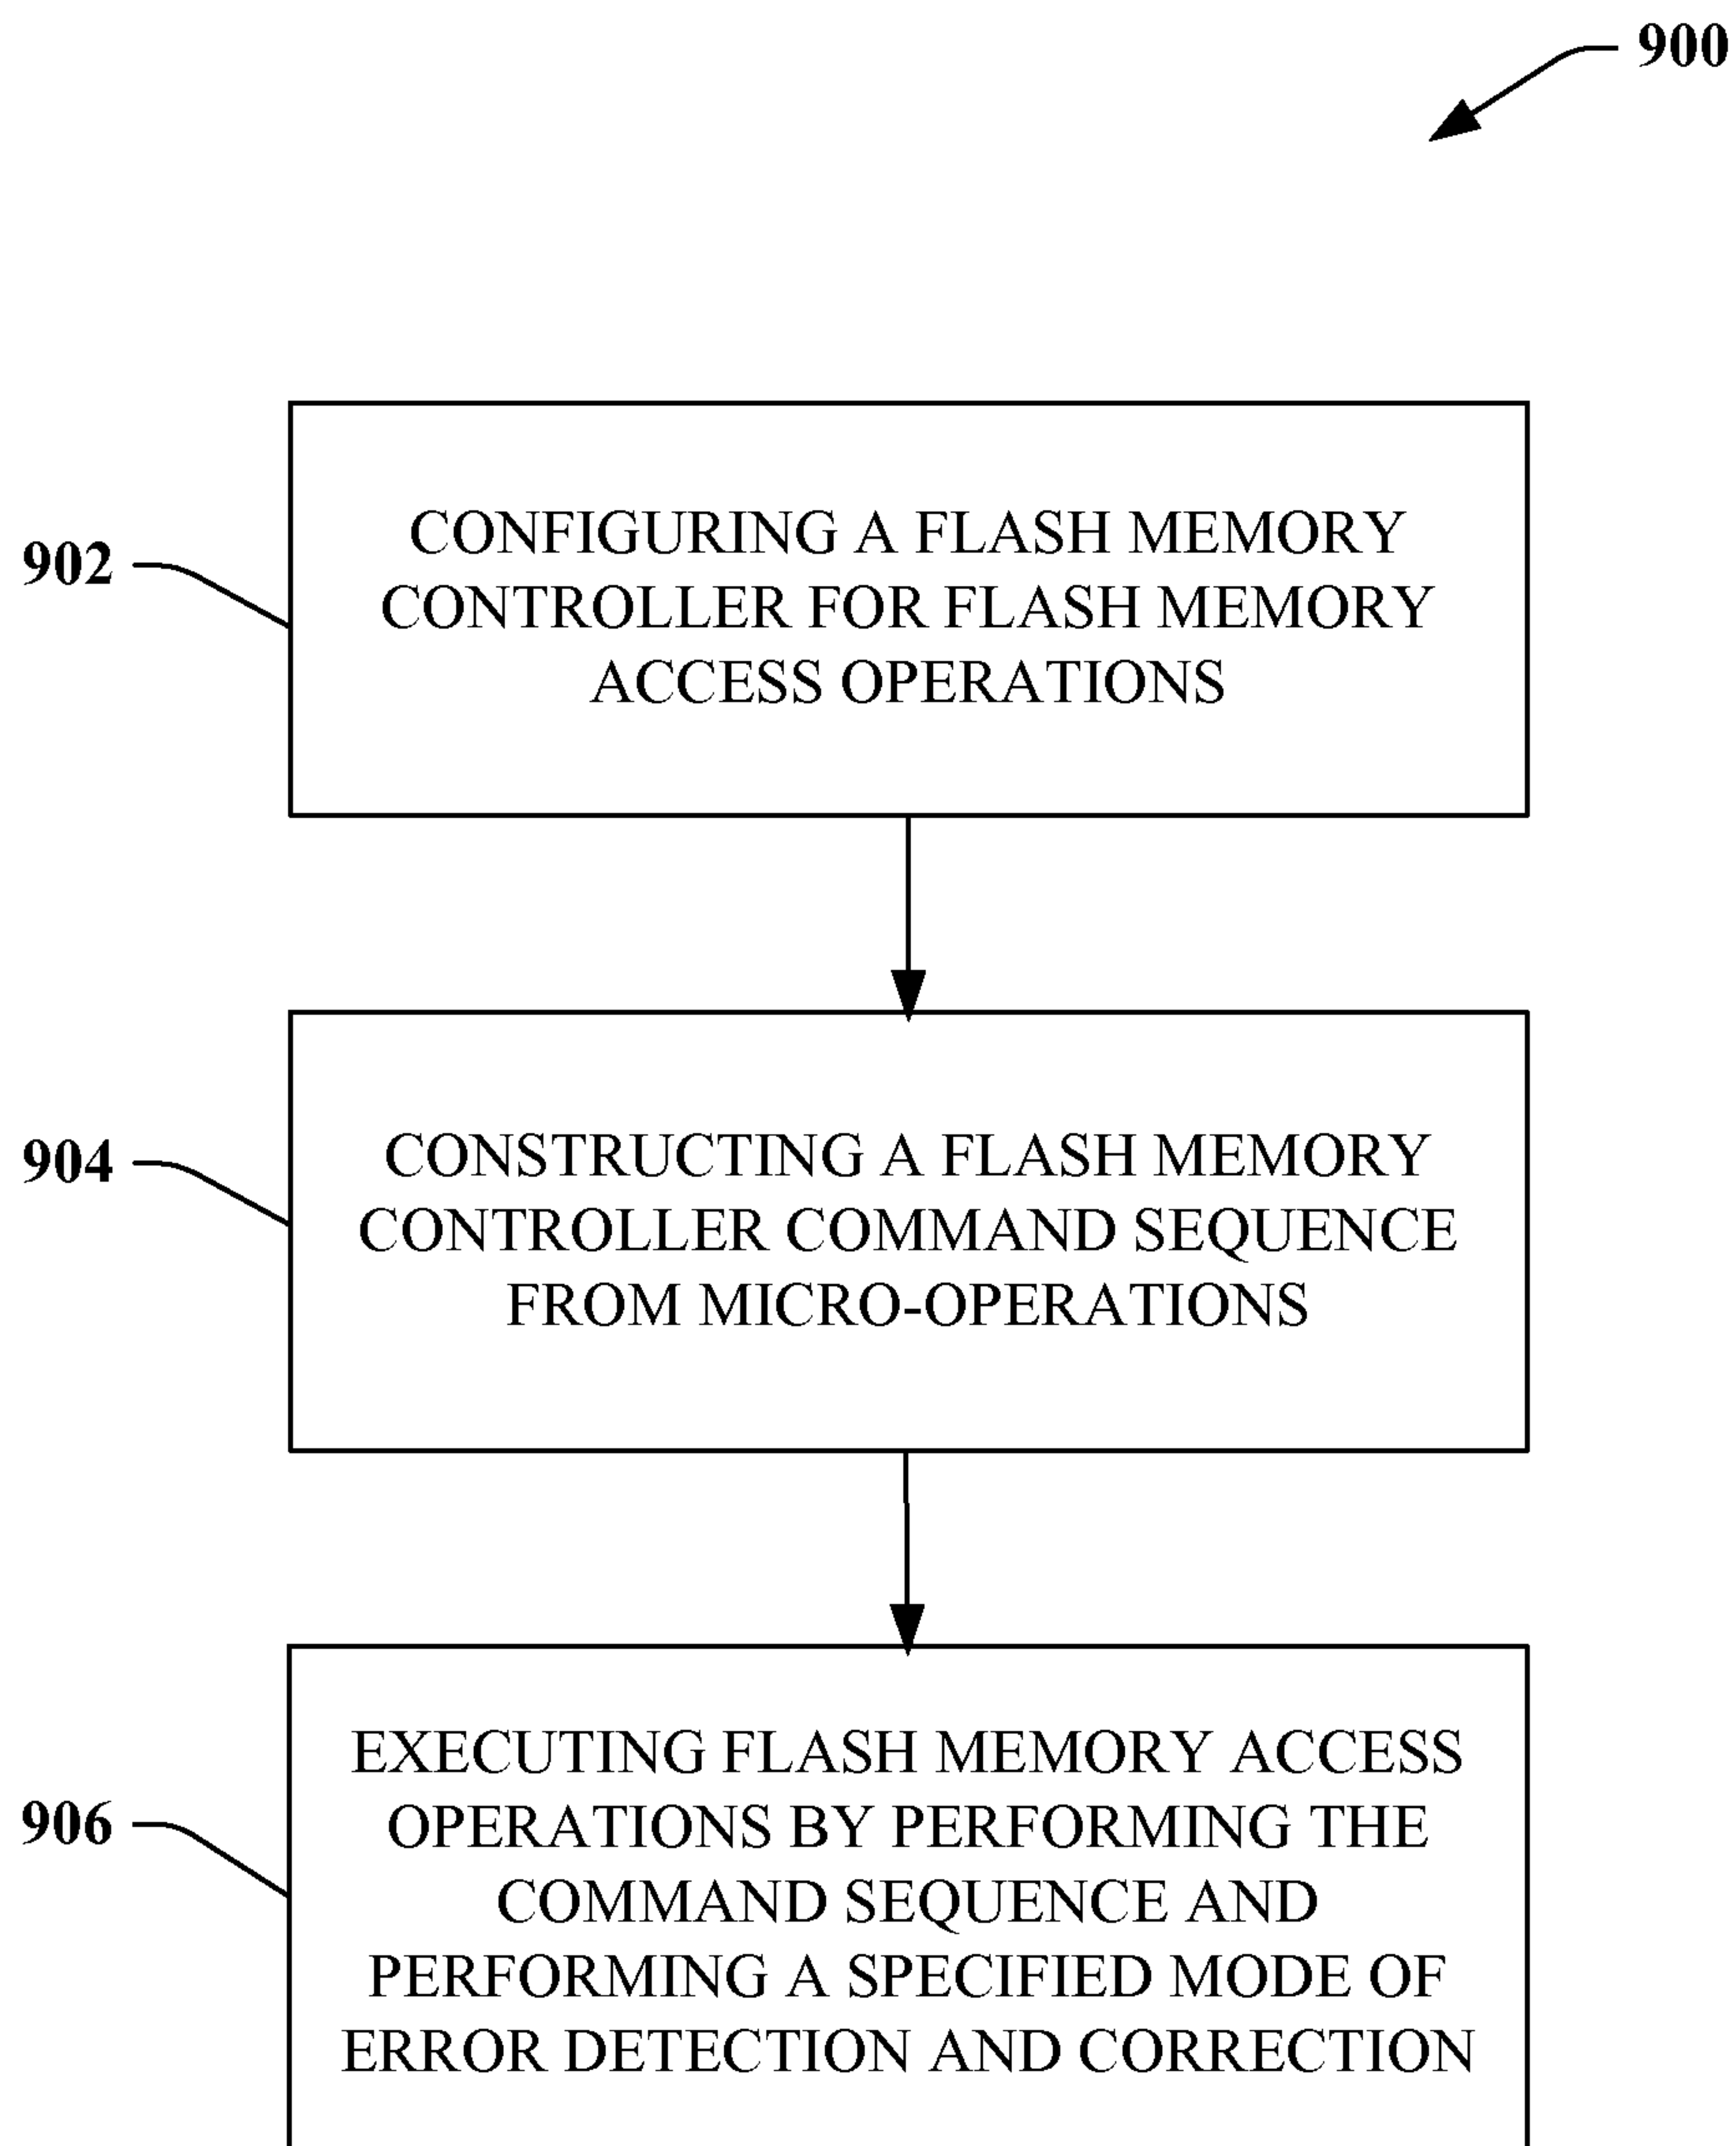 900
902
CONFIGURING A FLASH MEMORY
CONTROLLER FOR FLASH MEMORY
ACCESS OPERATIONS
904
CONSTRUCTING A FLASH MEMORY
CONTROLLER COMMAND SEQUENCE
FROM MICRO-OPERATIONS
906
EXECUTING FLASH MEMORY ACCESS
OPERATIONS BY PERFORMING THE
COMMAND SEQUENCE AND
PERFORMING A SPECIFIED MODE OF
ERROR DETECTION AND CORRECTION